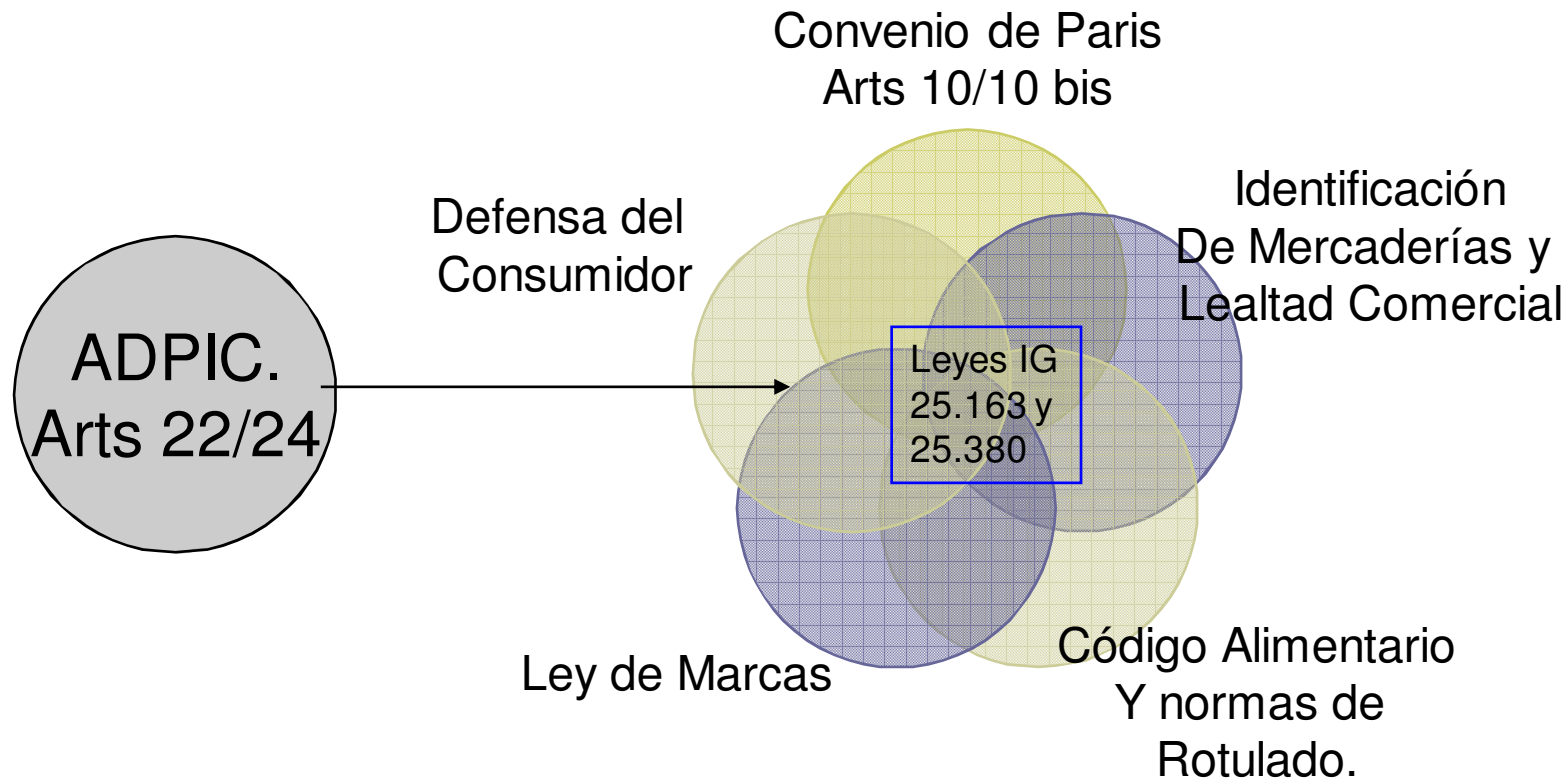 Convenio de Paris
Arts 10/10 bis
Identificación
De Mercaderías y
Lealtad Comercial
Defensa del
Consumidor
ADPIC.
Arts 22/24
Leyes IG
25.163 y
25.380
Ley de Marcas
Código Alimentario
Y normas de
Rotulado.